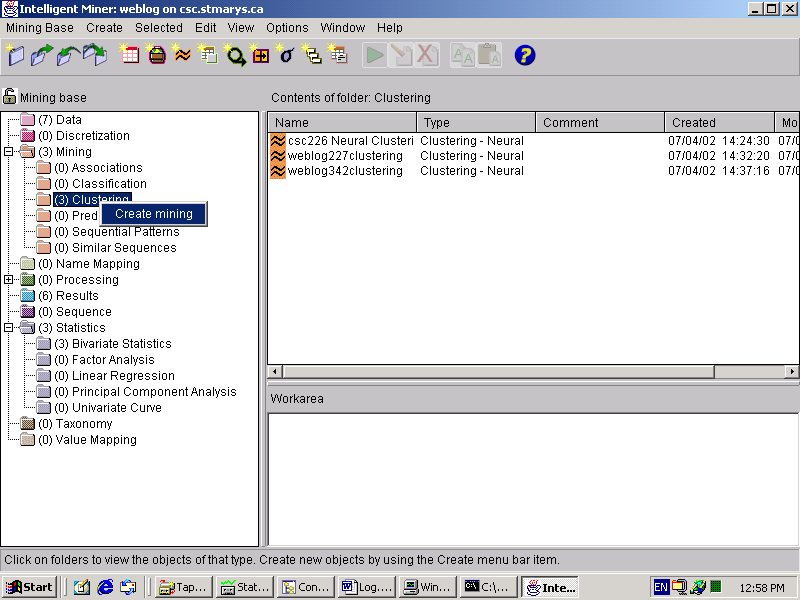 Intelligent Miner: weblog on csc.stmarys.ca
Mining Base Create Selected Edit View Options Window Help
Mining base
(7) Data
(0) Discretization
(3) Mining
(0) Associations
(0) Classification
(3) Clustering
(0) Pred
Create mining
(0) Sequential Patterns
(0) Similar Sequences
(0) Name Mapping
(0) Processing
(6) Results
(0) Sequence
(3) Statistics
(3) Bivariate Statistics
(0) Factor Analysis
(0) Linear Regression
(0) Principal Component Analysis
(0) Univariate Curve
(0) Taxonomy
(0) Value Mapping
Contents of folder: Clustering
Name Type Comment Created Mo
csc226 Neural Clusteri Clustering - Neural 07/04/02 14:24:30 07/0
weblog227clustering Clustering - Neural 07/04/02 14:32:20 07/0
weblog342clustering Clustering - Neural 07/04/02 14:37:16 07/0
Workarea
Click on folders to view the objects of that type. Create new objects by using the Create menu bar item.
Start Tap... Stat... Con... Log.... Win... C:\... Inte... EN 12:58 PM